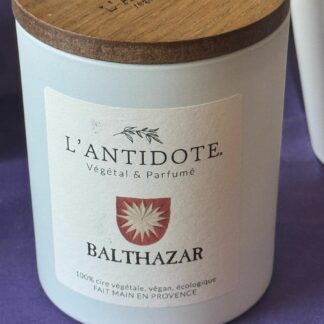 L'ANTIDOTE.
Végétal & Parfumé
BALTHAZAR
100% cire végétale, végan, écologique
FAIT MAIN EN PROVENCE